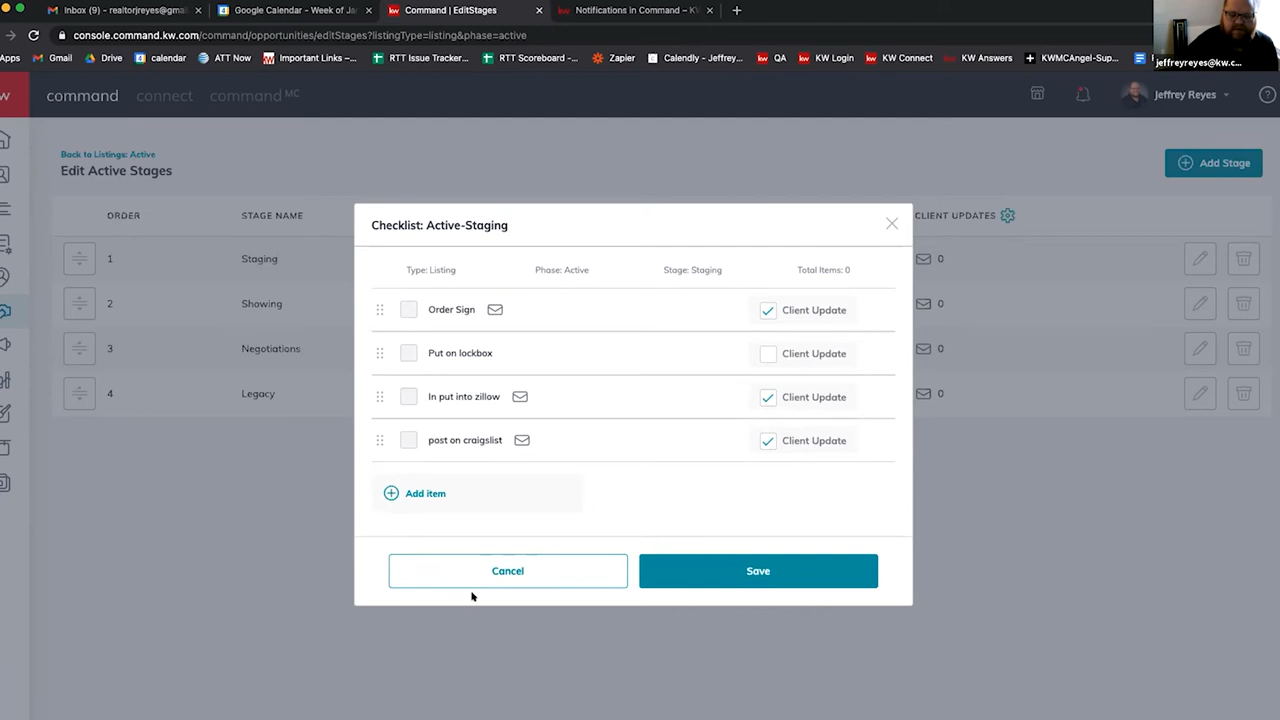 Inbox (9) - realtorjreyes@gmai
Google Calendar - Week of Ja
Command | EditStages
Notifications in Command – KW
console.command.kw.com/command/opportunities/editStages?listingType=listing&phase=active
Apps
Gmail
Drive
calendar
ATT Now
Important Links –...
RTT Issue Tracker...
RTT Scoreboard -...
Zapier
Calendly - Jeffrey...
QA
KW Login
KW Connect
KW Answers
KWMCAngel-Sup...
jeffreyreyes@kw.c...
command
connect
command MC
Jeffrey Reyes
Back to Listings: Active
Edit Active Stages
Add Stage
ORDER
STAGE NAME
CLIENT UPDATES
1 Staging 0
2 Showing 0
3 Negotiations 0
4 Legacy 0
Checklist: Active-Staging
Type: Listing
Phase: Active
Stage: Staging
Total Items: 0
Order Sign
Client Update
Put on lockbox
Client Update
In put into zillow
Client Update
post on craigslist
Client Update
Add item
Cancel
Save